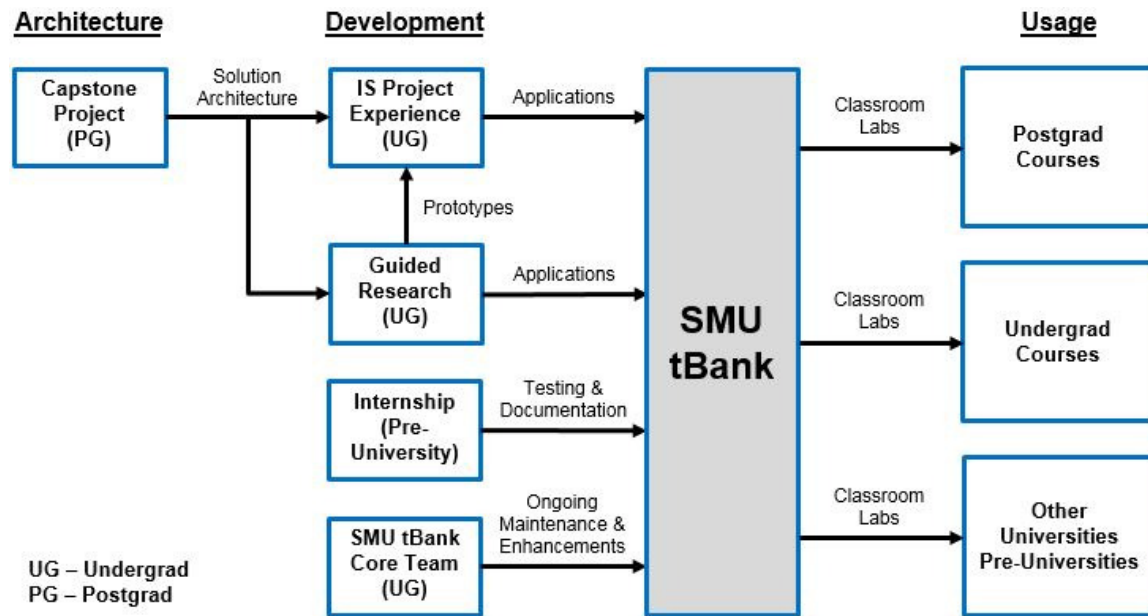 Architecture
Development
Usage
Capstone
Project
(PG)
Solution
Architecture
IS Project
Experience
(UG)
Applications
Classroom
Labs
Postgrad
Courses
Prototypes
Guided
Research
(UG)
Applications
SMU
tBank
Classroom
Labs
Undergrad
Courses
Internship
(Pre-
University)
Testing &
Documentation
SMU tBank
Core Team
(UG)
Ongoing
Maintenance &
Enhancements
Classroom
Labs
Other
Universities
Pre-Universities
UG – Undergrad
PG – Postgrad